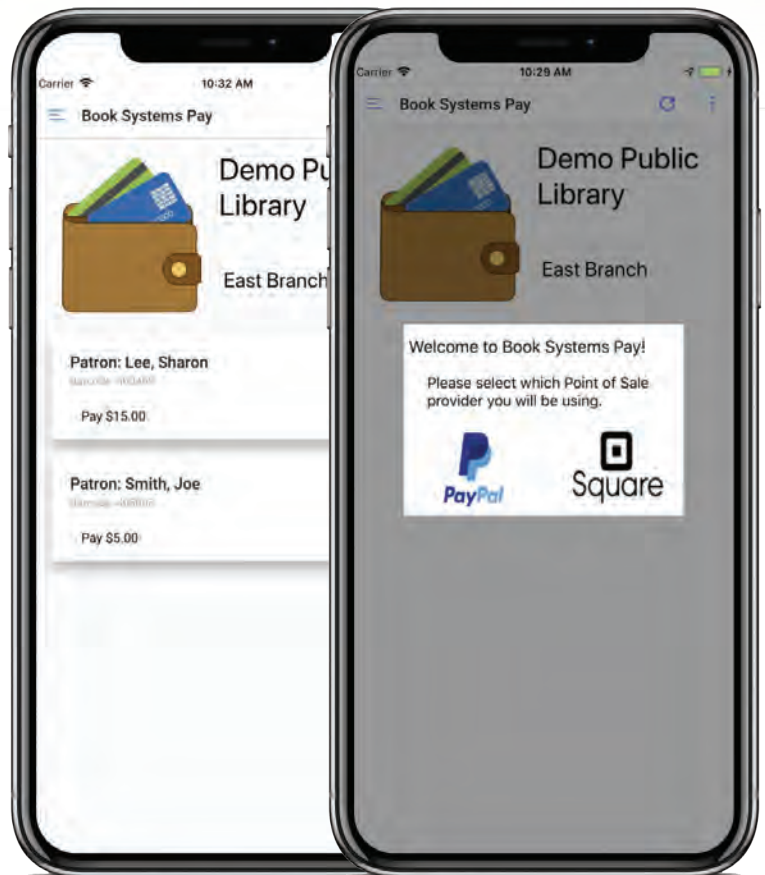 Carrier
10:32 AM
Book Systems Pay
Demo Pu
Library
East Branch
Patron: Lee, Sharon
Pay $15.00
Patron: Smith, Joe
Pay $5.00
Carrier
10:29 AM
Book Systems Pay
Demo Public
Library
East Branch
Welcome to Book Systems Pay!
Please select which Point of Sale
provider you will be using.
PayPal
Square